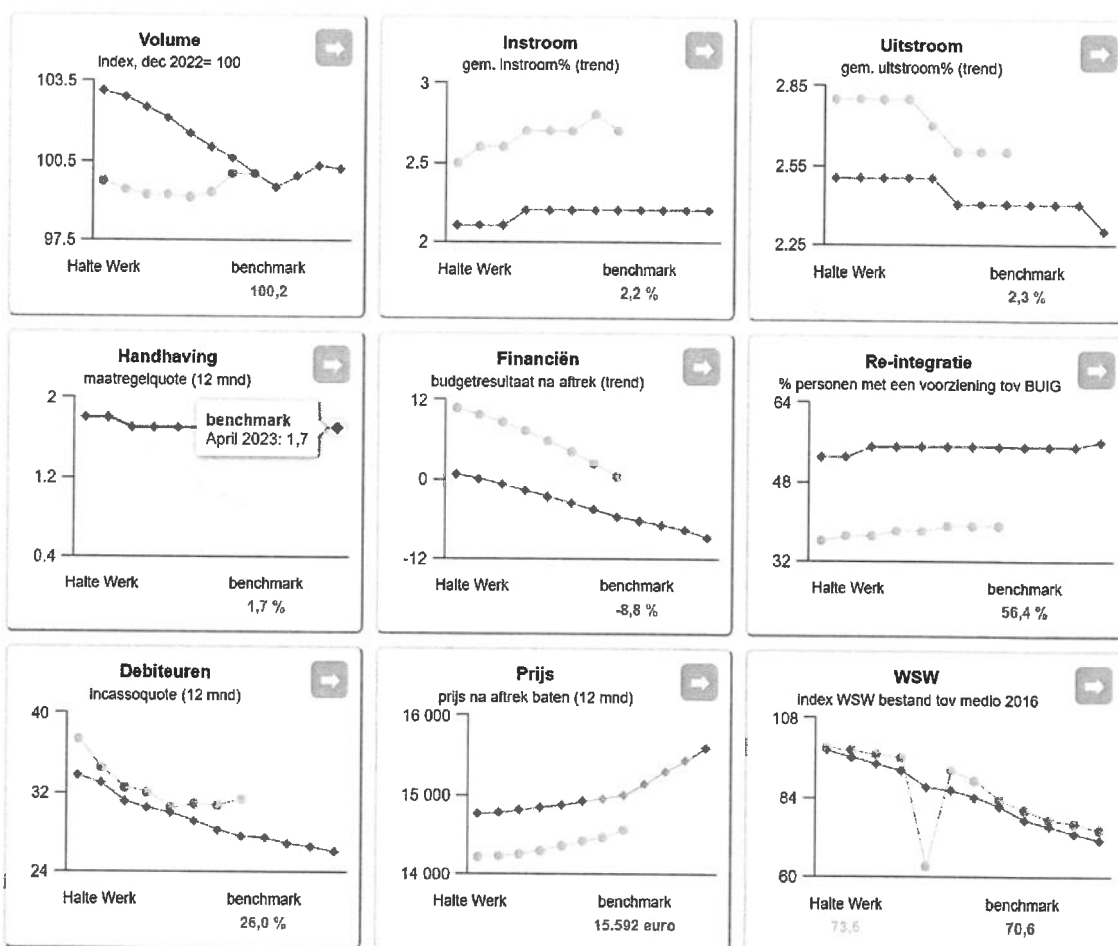 Volume
Index, dec 2022= 100
103.5
100.5
97.5
Halte Werk benchmark
100,2
Instroom
gem. Instroom% (trend)
3
2.5
2
Halte Werk benchmark
2,2 %
Uitstroom
gem. uitstroom% (trend)
2.85
2.55
2.25
Halte Werk benchmark
2,3 %
Handhaving
maatregelquote (12 mnd)
2
1.2
0.4
benchmark
April 2023: 1,7
Halte Werk benchmark
1,7 %
Financiën
budgetresultaat na aftrek (trend)
12
0
-12
Halte Werk benchmark
-8,8 %
Re-integratie
% personen met een voorziening tov BUIG
64
48
32
Halte Werk benchmark
56,4 %
Debiteuren
incassoquote (12 mnd)
40
32
24
Halte Werk benchmark
26,0 %
Prijs
prijs na aftrek baten (12 mnd)
16 000
15 000
14 000
Halte Werk benchmark
15.592 euro
WSW
index WSW bestand tov medio 2016
108
84
60
Halte Werk benchmark
73,6 70,6